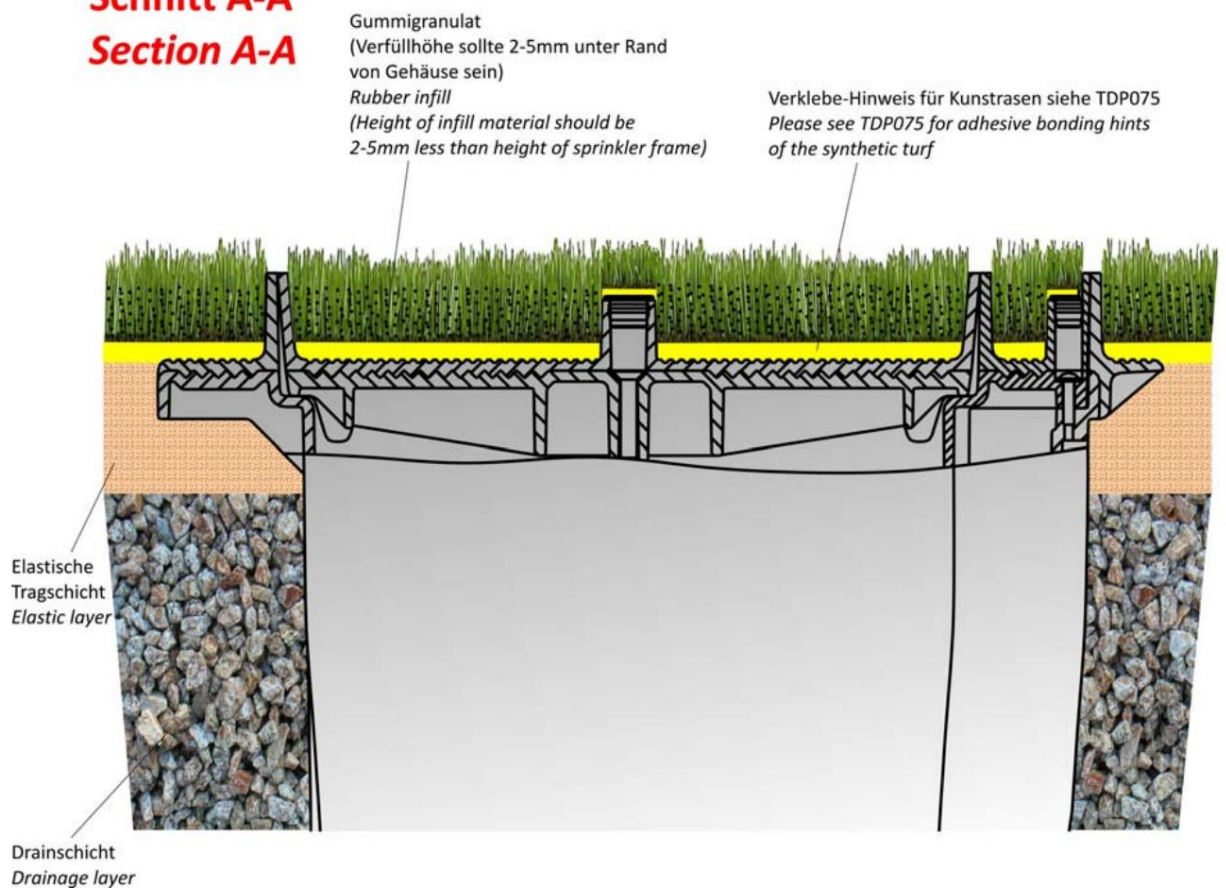 Schnitt A-A
Section A-A
Gummigranulat
(Verfüllhöhe sollte 2-5mm unter Rand
von Gehäuse sein)
Rubber infill
(Height of infill material should be
2-5mm less than height of sprinkler frame)
Verklebe-Hinweis für Kunstrasen siehe TDP075
Please see TDP075 for adhesive bonding hints
of the synthetic turf
Elastische
Tragschicht
Elastic layer
Drainschicht
Drainage layer